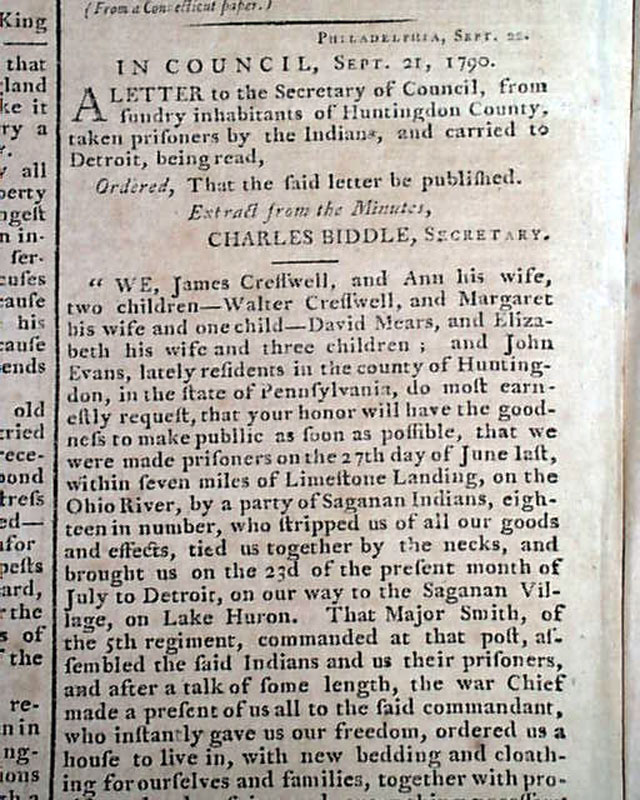 King
that
land
ke it
ry a
r.
y all
perty
ngeſt
n in-
ſer-
cuſes
cauſe
his
cauſe
ends
old
cried
rece-
pond
treſs
ed—
nfor
peſts
ard,
r the
s of
f the
re-
n in
ng-
ions
(From a Connecticut paper.)
PHILADELPHIA, SEPT. 22.
IN COUNCIL, SEPT. 21, 1790.
A LETTER to the Secretary of Council, from
ſundry inhabitants of Huntingdon County,
taken priſoners by the Indians, and carried to
Detroit, being read,
Ordered, That the ſaid letter be publiſhed.
Extract from the Minutes,
CHARLES BIDDLE, SECRETARY.
“ WE, James Creſſwell, and Ann his wife,
two children—Walter Creſſwell, and Margaret
his wife and one child—David Mears, and Eliza-
beth his wife and three children ; and John
Evans, lately reſidents in the county of Hunting-
don, in the ſtate of Pennſylvania, do moſt earn-
eſtly requeſt, that your honor will have the good-
neſs to make publlic as ſoon as poſſible, that we
were made priſoners on the 27th day of June laſt,
within ſeven miles of Limeſtone Landing, on the
Ohio River, by a party of Saganan Indians, eigh-
teen in number, who ſtripped us of all our goods
and effects, tied us together by the necks, and
brought us on the 23d of the preſent month of
July to Detroit, on our way to the Saganan Vil-
lage, on Lake Huron. That Major Smith, of
the 5th regiment, commanded at that poſt, aſ-
ſembled the ſaid Indians and us their priſoners,
and after a talk of ſome length, the war Chief
made a preſent of us all to the ſaid commandant,
who inſtantly gave us our freedom, ordered us a
houſe to live in, with new bedding and cloath-
ing for ourſelves and families, together with pro-